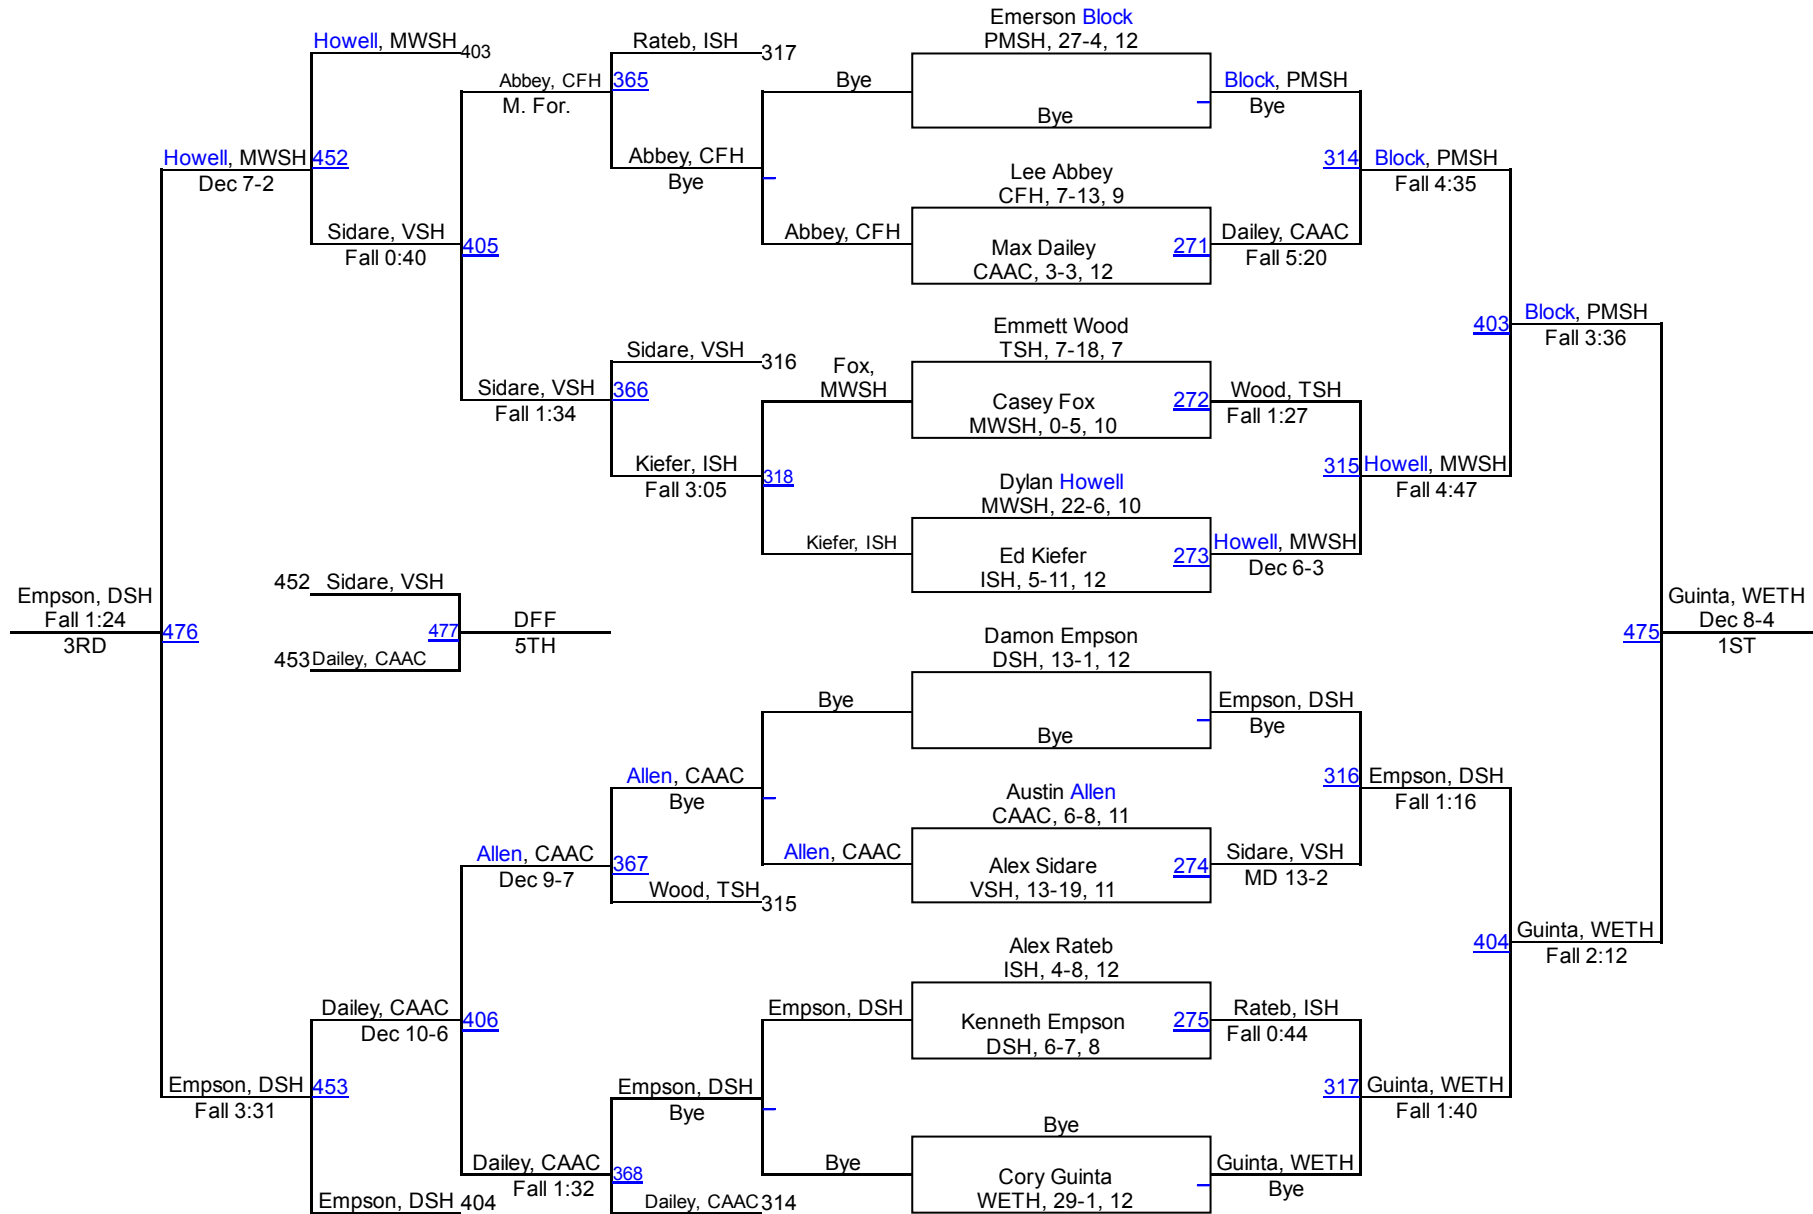 Emerson Block
PMSH, 27-4, 12
Howell, MWSH 403
Rateb, ISH 317
Abbey, CFH 365
M. For.
Bye
Block, PMSH
Bye
Bye
Abbey, CFH
Bye
Howell, MWSH 452
Dec 7-2
314 Block, PMSH
Fall 4:35
Lee Abbey
CFH, 7-13, 9
Sidare, VSH
Fall 0:40
405
Abbey, CFH
Max Dailey
CAAC, 3-3, 12
271
Dailey, CAAC
Fall 5:20
Emmett Wood
TSH, 7-18, 7
403
Block, PMSH
Fall 3:36
Sidare, VSH 316
Fox,
MWSH
Sidare, VSH
Fall 1:34
366
Casey Fox
MWSH, 0-5, 10
272
Wood, TSH
Fall 1:27
Kiefer, ISH
Fall 3:05
318
Dylan Howell
MWSH, 22-6, 10
315 Howell, MWSH
Fall 4:47
Kiefer, ISH
Ed Kiefer
ISH, 5-11, 12
273
Howell, MWSH
Dec 6-3
452 Sidare, VSH
Empson, DSH
Fall 1:24
3RD
476
477
DFF
5TH
453 Dailey, CAAC
Guinta, WETH
Dec 8-4
1ST
475
Damon Empson
DSH, 13-1, 12
Bye
Bye
Empson, DSH
Bye
Allen, CAAC
Bye
Austin Allen
CAAC, 6-8, 11
316 Empson, DSH
Fall 1:16
Allen, CAAC
Dec 9-7
367
Allen, CAAC
Alex Sidare
VSH, 13-19, 11
274
Sidare, VSH
MD 13-2
Wood, TSH 315
Alex Rateb
ISH, 4-8, 12
404
Guinta, WETH
Fall 2:12
Dailey, CAAC
Dec 10-6
406
Empson, DSH
Kenneth Empson
DSH, 6-7, 8
275
Rateb, ISH
Fall 0:44
Empson, DSH
Fall 3:31
453
Empson, DSH
Bye
317 Guinta, WETH
Fall 1:40
Bye
Dailey, CAAC
Fall 1:32
368
Bye
Cory Guinta
WETH, 29-1, 12
Guinta, WETH
Bye
Empson, DSH 404
Dailey, CAAC 314